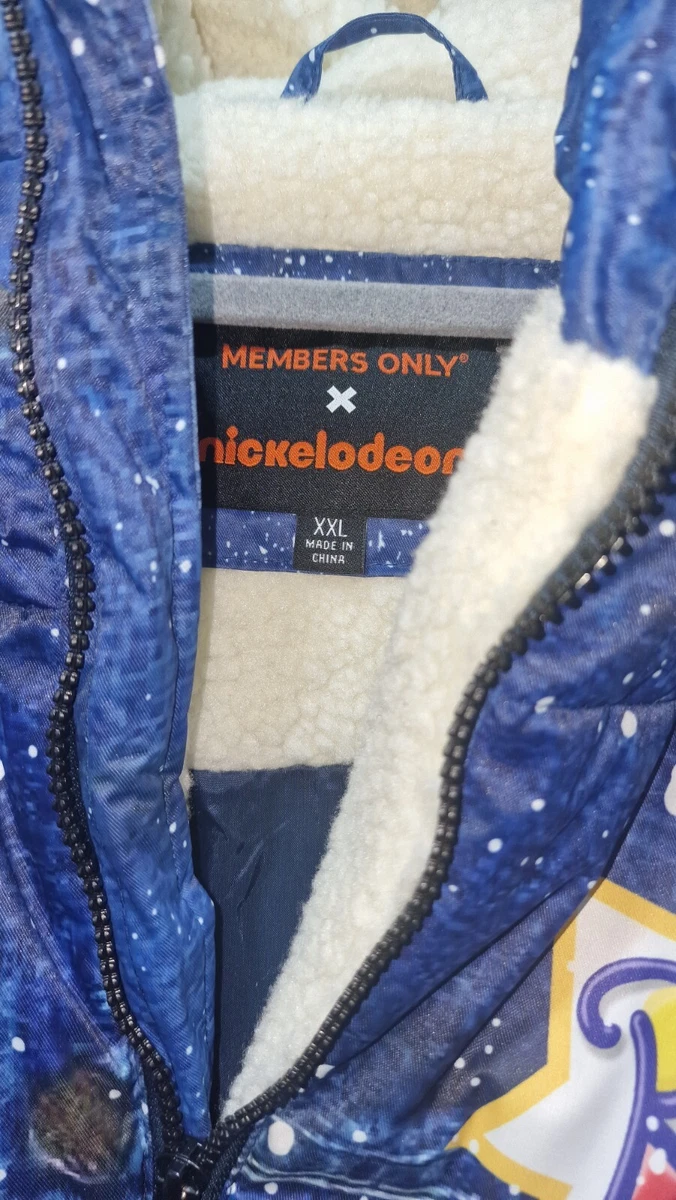 MEMBERS ONLY®
X
nickelodeon
XXL
MADE IN
CHINA